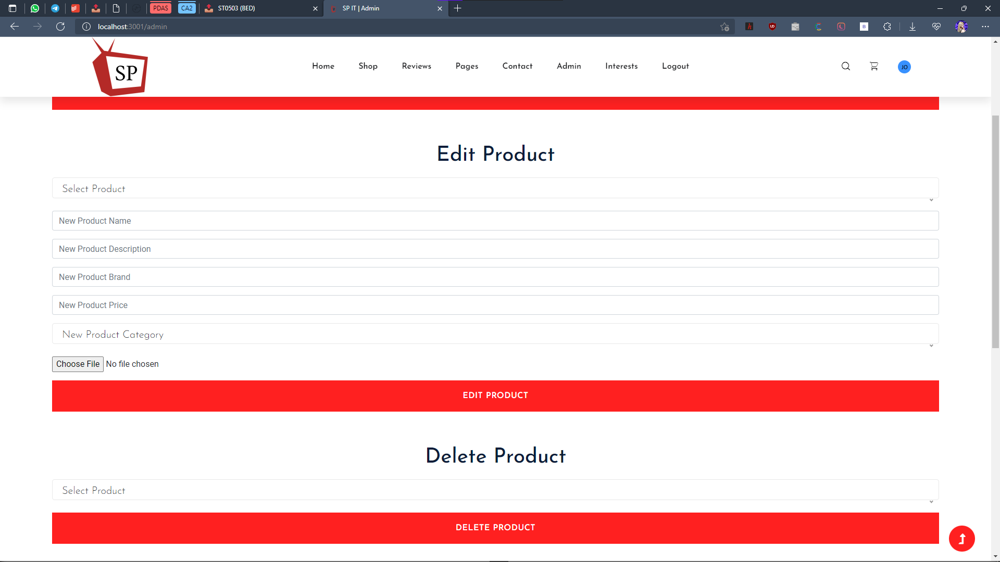 PDAS
CA2
ST0503 (BED)
SP IT | Admin
localhost:3001/admin
SP
Home
Shop
Reviews
Pages
Contact
Admin
Interests
Logout
JO
Edit Product
Select Product
New Product Name
New Product Description
New Product Brand
New Product Price
New Product Category
Choose File No file chosen
EDIT PRODUCT
Delete Product
Select Product
DELETE PRODUCT